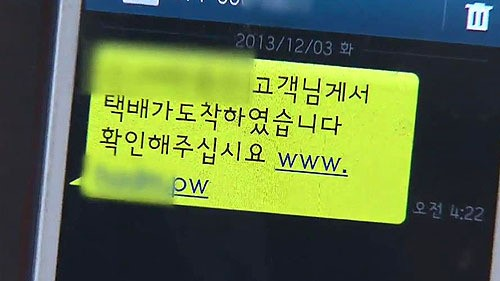 2013/12/03 화
고객님게서
택배가도착하였습니다
확인해주십시요 www.
ow
오전 4:22